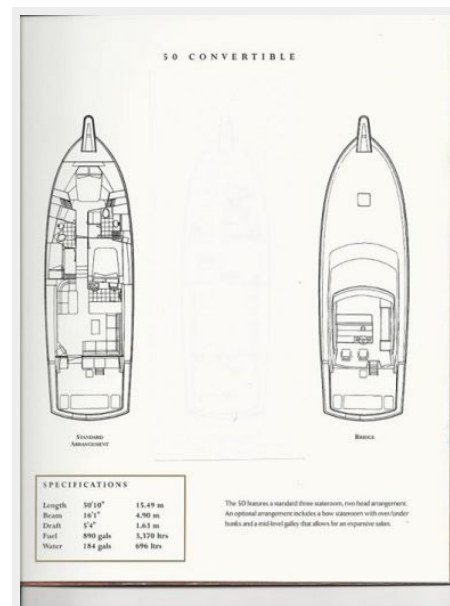 50 CONVERTIBLE
STANDARD
ARRANGEMENT
BRIDGE
SPECIFICATIONS
Length 50'10" 15.49 m
Beam 16'1" 4.90 m
Draft 5'4" 1.63 m
Fuel 890 gals 3,370 ltrs
Water 184 gals 696 ltrs
The 50 features a standard three stateroom, two head arrangement.
An optional arrangement includes a bow stateroom with over/under
bunks and a mid-level galley that allows for an expansive salon.